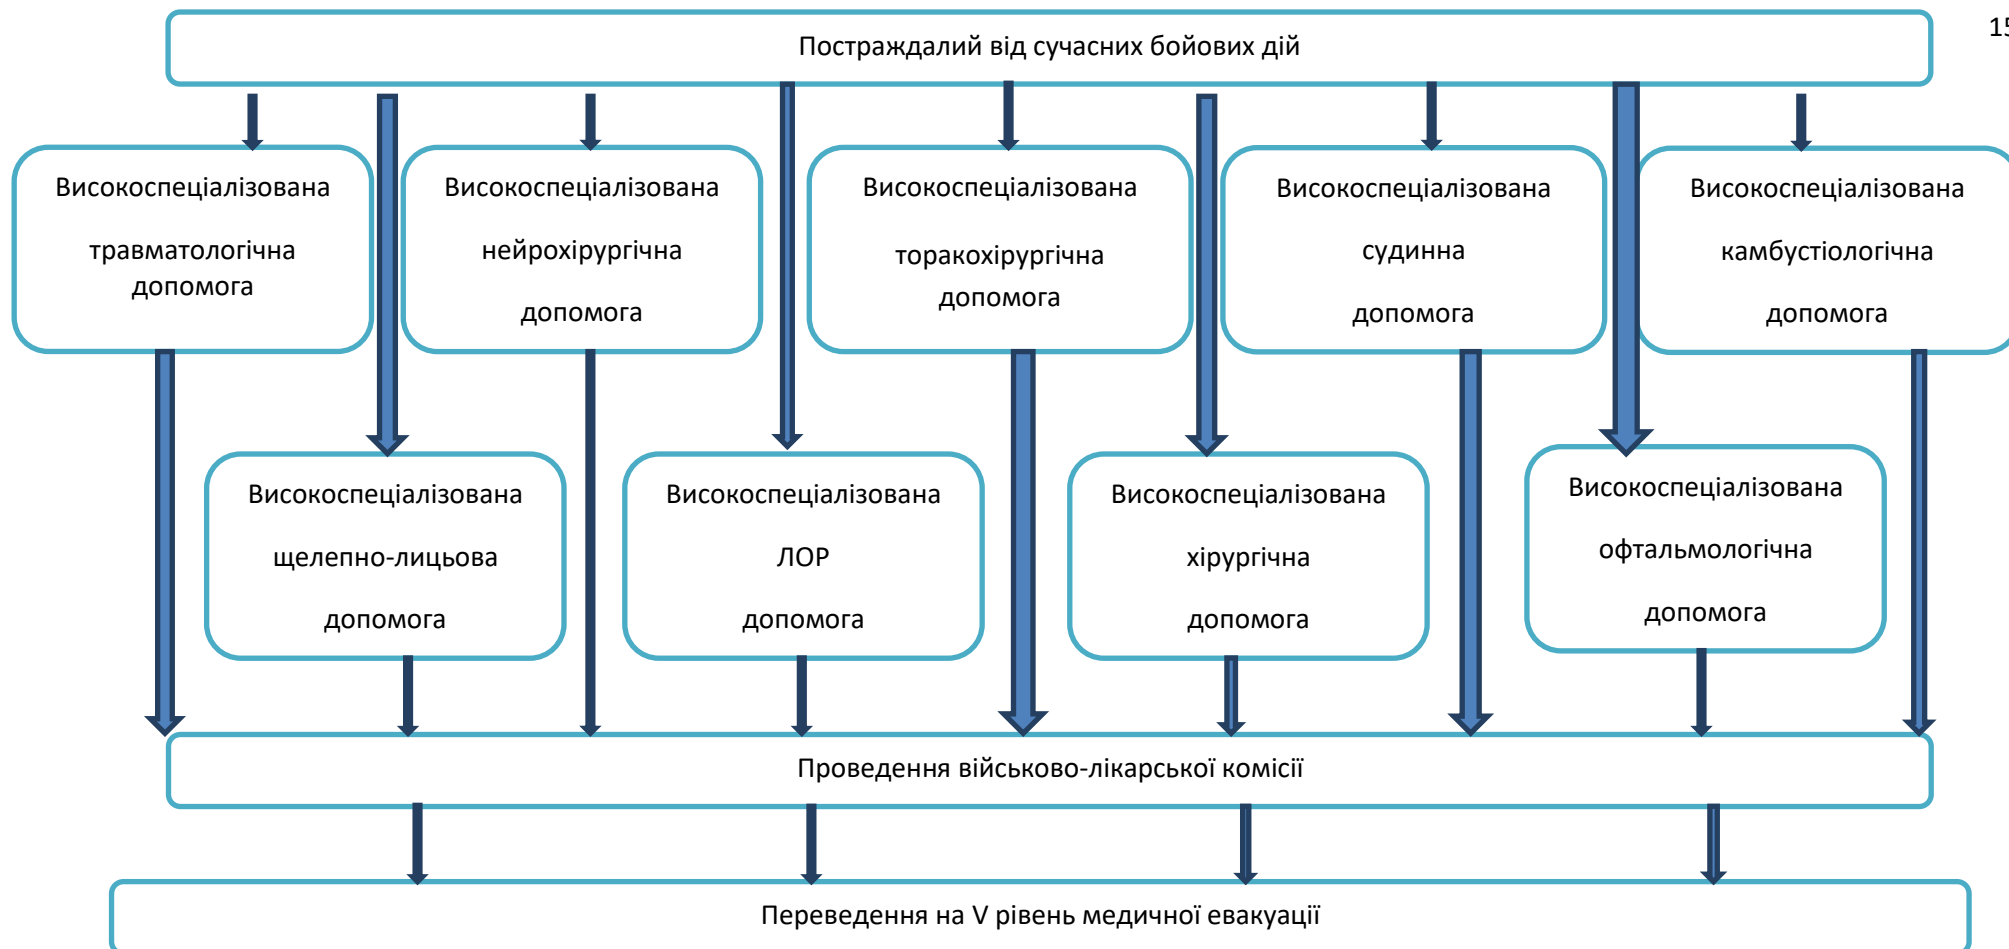 15
Постраждалий від сучасних бойових дій
Високоспеціалізована
травматологічна
допомога
Високоспеціалізована
нейрохірургічна
допомога
Високоспеціалізована
торакохірургічна
допомога
Високоспеціалізована
судинна
допомога
Високоспеціалізована
камбустіологічна
допомога
Високоспеціалізована
щелепно-лицьова
допомога
Високоспеціалізована
ЛОР
допомога
Високоспеціалізована
хірургічна
допомога
Високоспеціалізована
офтальмологічна
допомога
Проведення військово-лікарської комісії
Переведення на V рівень медичної евакуації